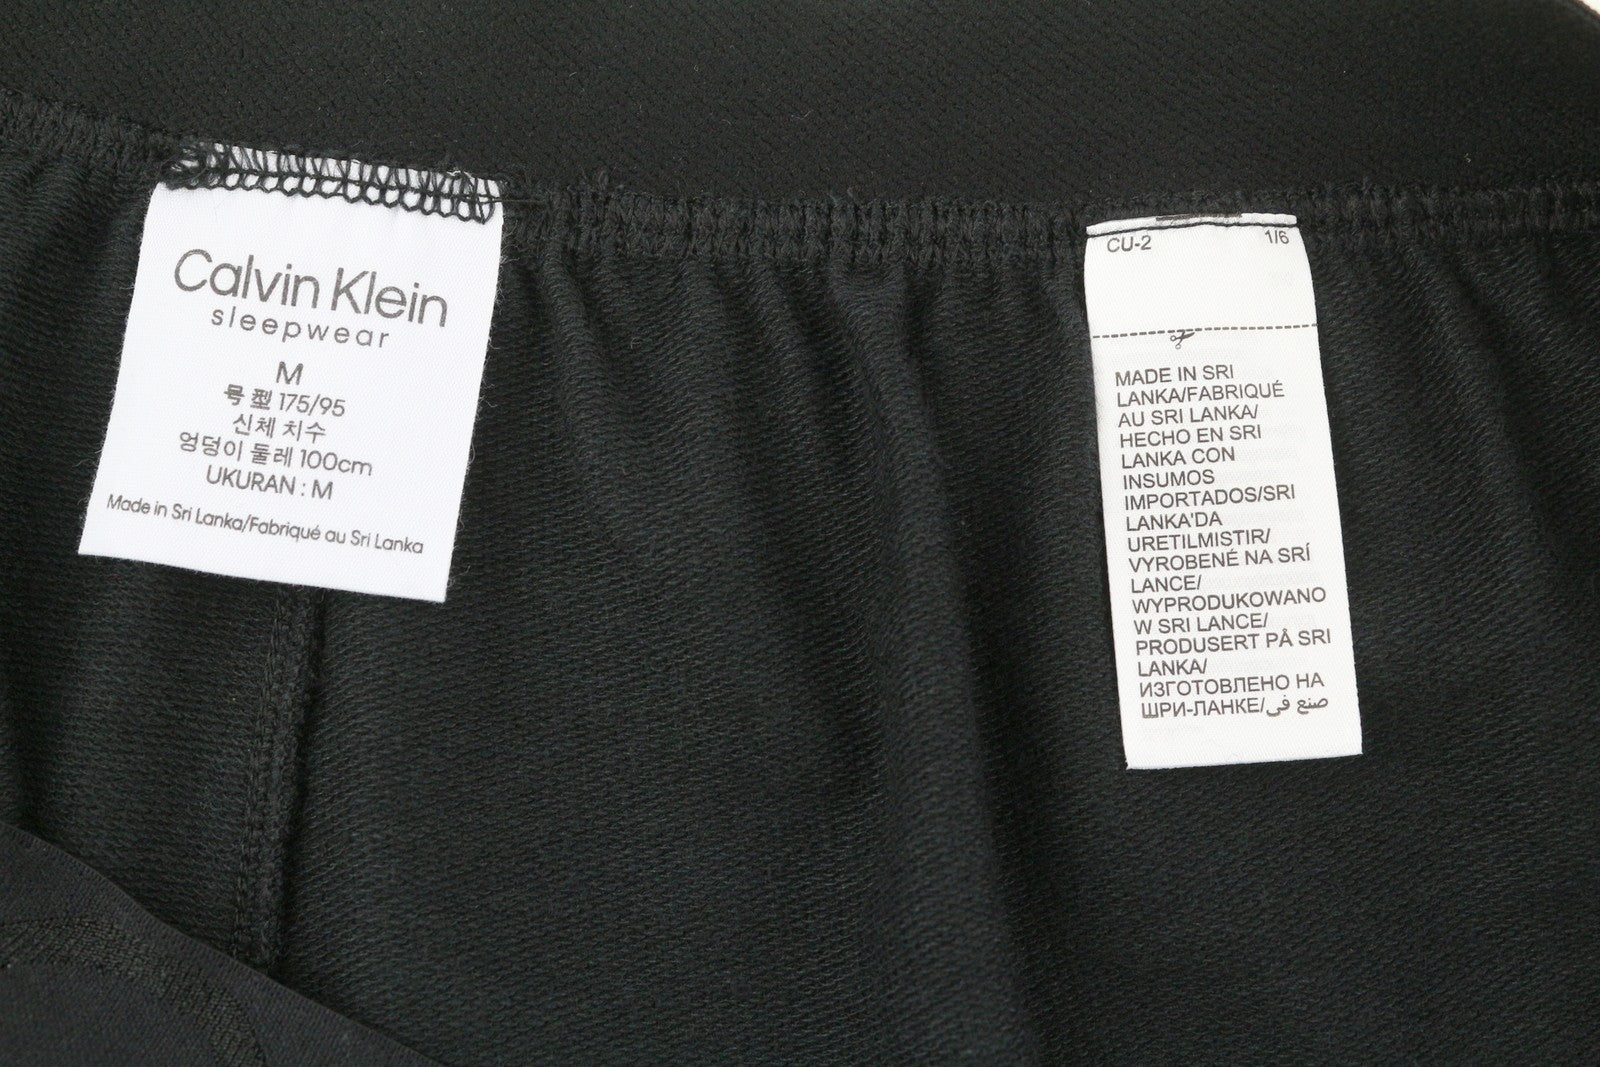 Calvin Klein
sleepwear
M
号型 175/95
신체 치수
엉덩이 둘레 100cm
UKURAN : M
Made in Sri Lanka/Fabriqué au Sri Lanka
CU-2 1/6
MADE IN SRI
LANKA/FABRIQUÉ
AU SRI LANKA/
HECHO EN SRI
LANKA CON
INSUMOS
IMPORTADOS/SRI
LANKA'DA
URETILMISTIR/
VYROBENÉ NA SRÍ
LANCE/
WYPRODUKOWANO
W SRI LANCE/
PRODUSERT PÅ SRI
LANKA/
ИЗГОТОВЛЕНО НА
ШРИ-ЛАНКЕ/صنع في